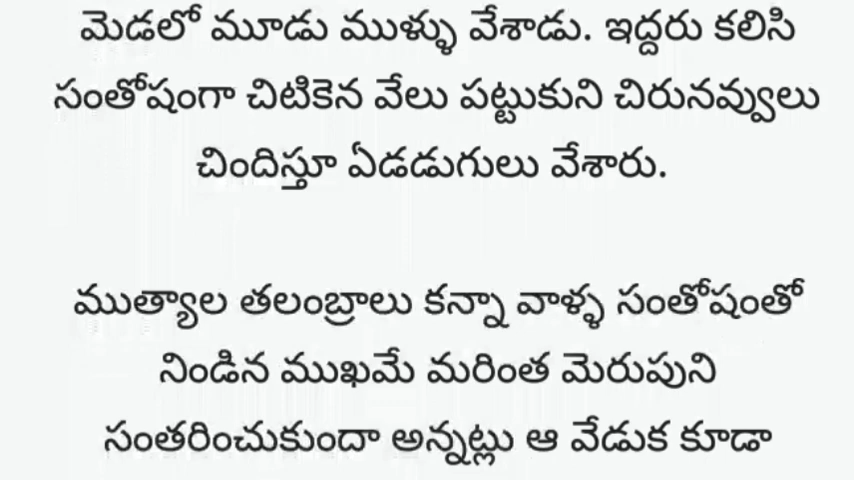 మెడలో మూడు ముళ్ళు వేశాడు. ఇద్దరు కలిసి
సంతోషంగా చిటికెన వేలు పట్టుకుని చిరునవ్వులు
చిందిస్తూ ఏడడుగులు వేశారు.
ముత్యాల తలంబ్రాలు కన్నా వాళ్ళ సంతోషంతో
నిండిన ముఖమే మరింత మెరుపుని
సంతరించుకుందా అన్నట్లు ఆ వేడుక కూడా